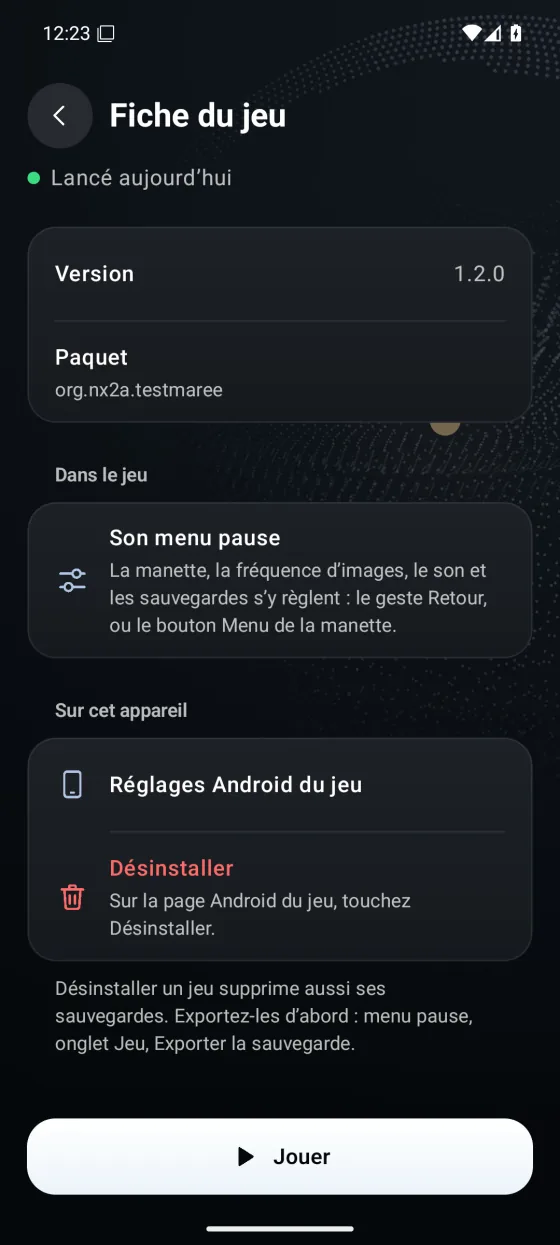 12:23
Fiche du jeu
Lancé aujourd’hui
Version
1.2.0
Paquet
org.nx2a.testmaree
Dans le jeu
Son menu pause
La manette, la fréquence d’images, le son et
les sauvegardes s’y règlent : le geste Retour,
ou le bouton Menu de la manette.
Sur cet appareil
Réglages Android du jeu
Désinstaller
Sur la page Android du jeu, touchez
Désinstaller.
Désinstaller un jeu supprime aussi ses
sauvegardes. Exportez-les d’abord : menu pause,
onglet Jeu, Exporter la sauvegarde.
Jouer